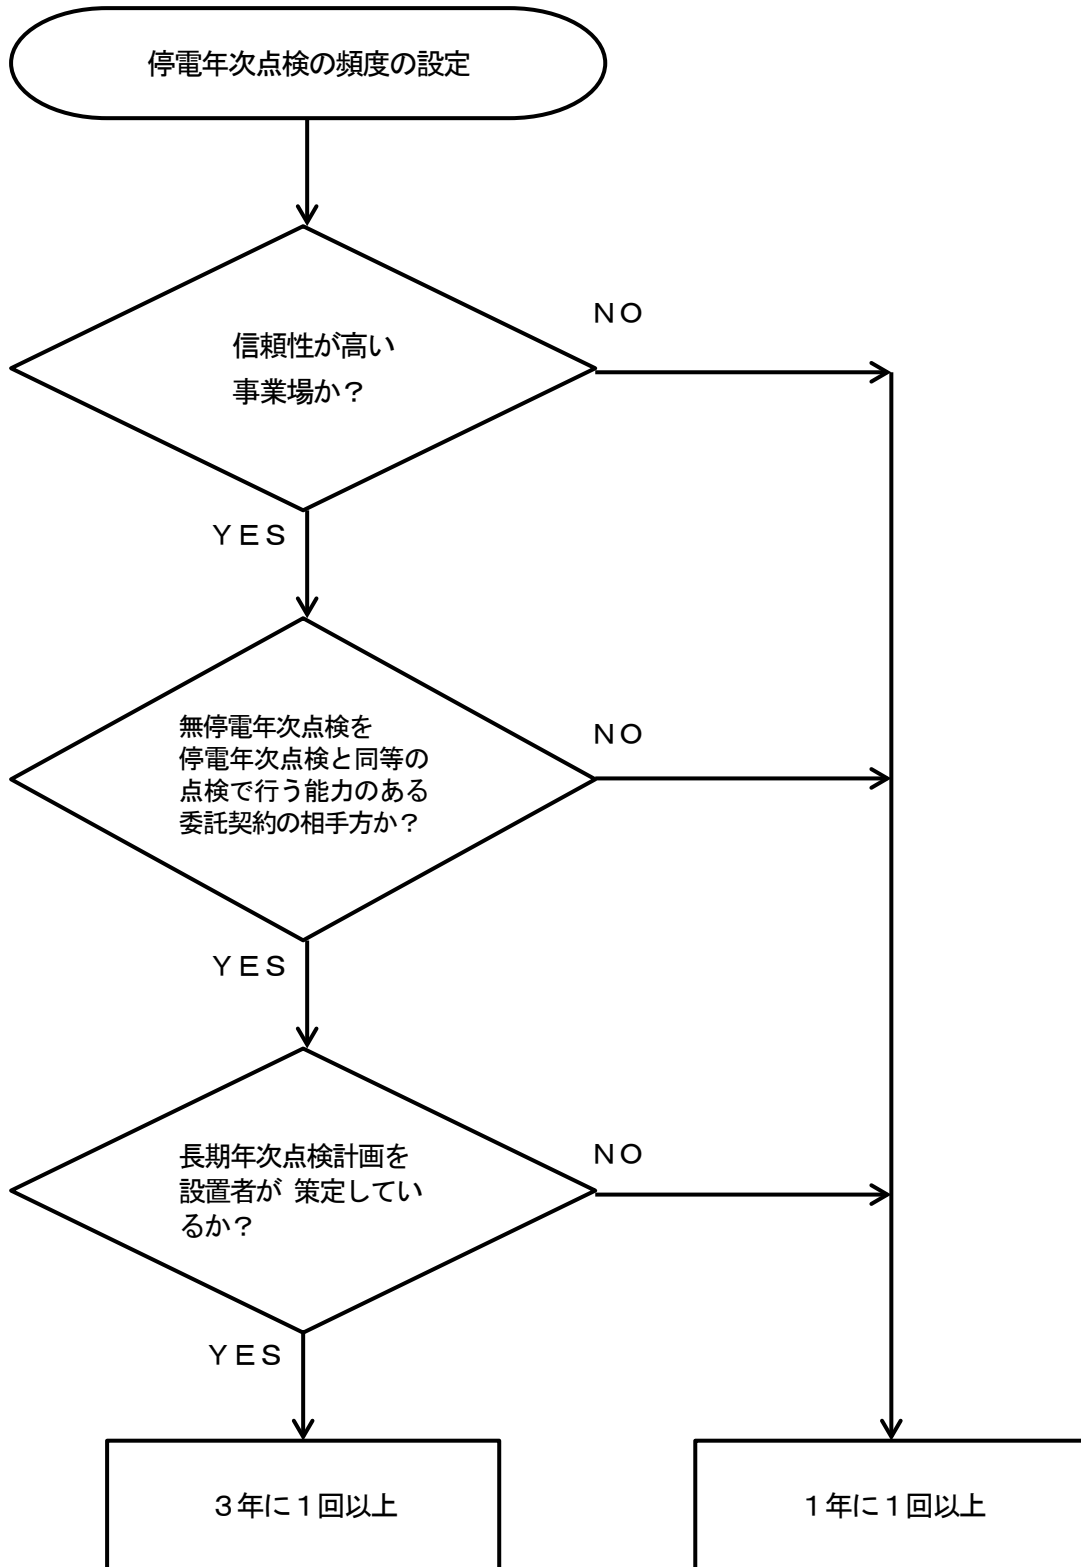 停電年次点検の頻度の設定
信頼性が高い
事業場か？
NO
YES
無停電年次点検を
停電年次点検と同等の
点検で行う能力のある
委託契約の相手方か？
NO
YES
長期年次点検計画を
設置者が 策定してい
るか？
NO
YES
３年に１回以上
１年に１回以上